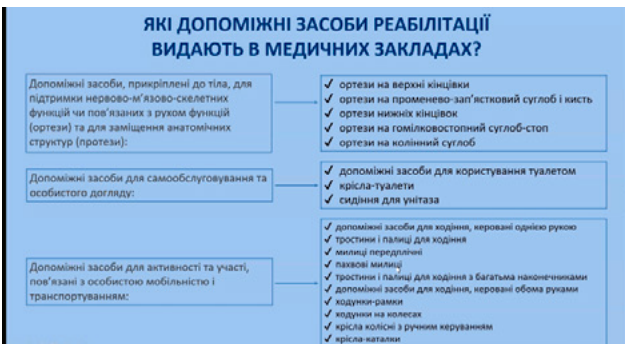 ЯКІ ДОПОМІЖНІ ЗАСОБИ РЕАБІЛІТАЦІЇ
ВИДАЮТЬ В МЕДИЧНИХ ЗАКЛАДАХ?
Допоміжні засоби, прикріплені до тіла, для
підтримки нервово-м’язово-скелетних
функцій чи пов’язаних з рухом функцій
(ортези) та для заміщення анатомічних
структур (протези):
✓ ортези на верхні кінцівки
✓ ортези на променево-зап’ястковий суглоб і кисть
✓ ортези нижніх кінцівок
✓ ортези на гомілковостопний суглоб-стоп
✓ ортези на колінний суглоб
Допоміжні засоби для самообслуговування та
особистого догляду:
✓ допоміжні засоби для користування туалетом
✓ крісла-туалети
✓ сидіння для унітаза
Допоміжні засоби для активності та участі,
пов’язані з особистою мобільністю і
транспортуванням:
✓ допоміжні засоби для ходіння, керовані однією рукою
✓ тростини і палиці для ходіння
✓ милиці передплічні
✓ пахвові милиці
✓ тростини і палиці для ходіння з багатьма наконечниками
✓ допоміжні засоби для ходіння, керовані обома руками
✓ ходунки-рамки
✓ ходунки на колесах
✓ крісла колісні з ручним керуванням
✓ крісла-каталки